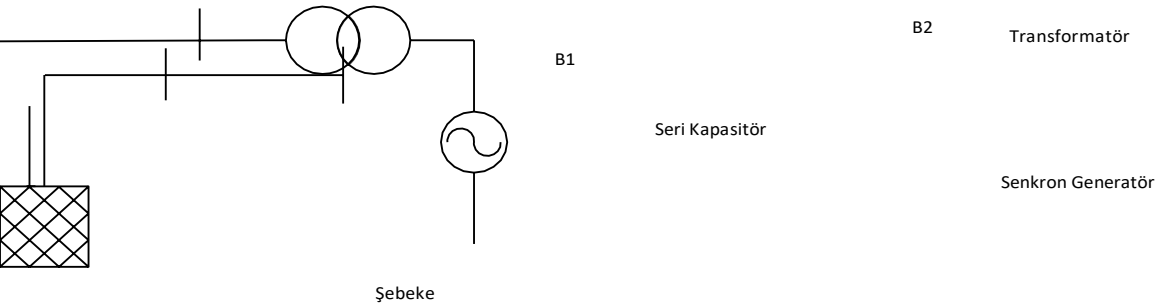 B2
Transformatör
B1
Seri Kapasitör
Senkron Generatör
Şebeke